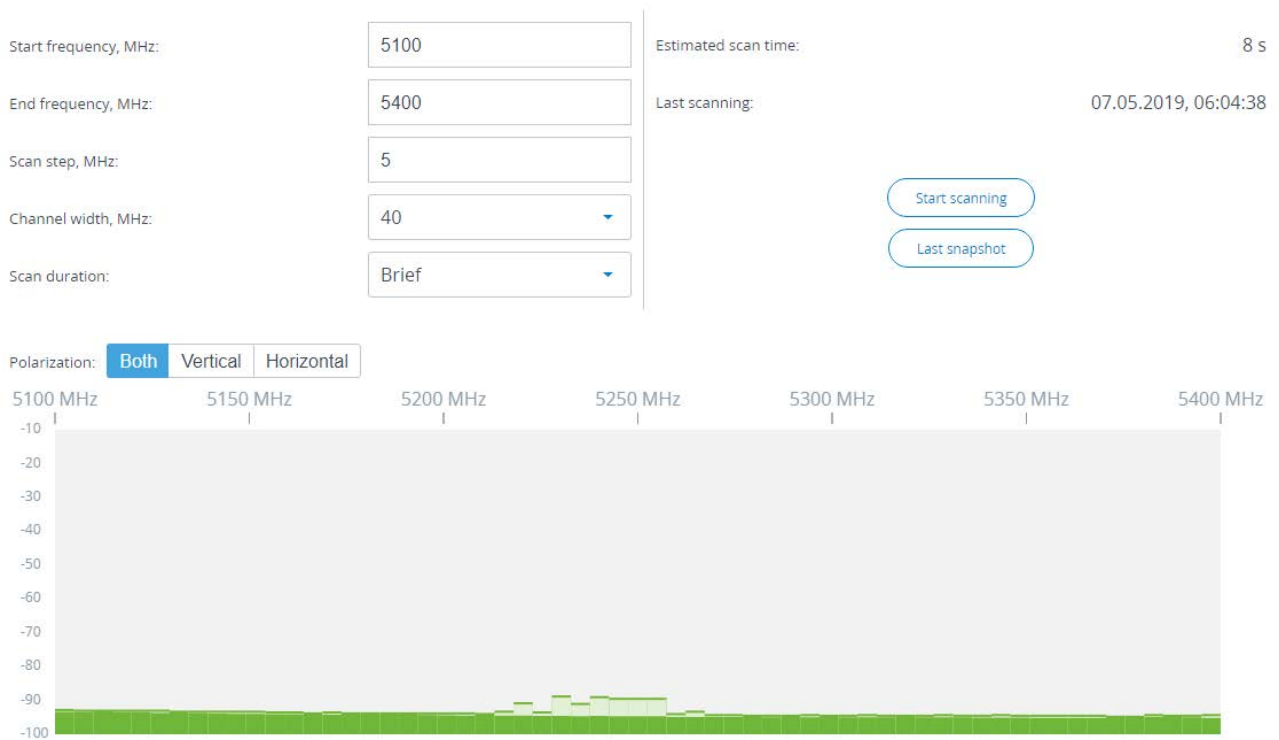 Start frequency, MHz: 5100
Estimated scan time: 8 s
End frequency, MHz: 5400
Last scanning: 07.05.2019, 06:04:38
Scan step, MHz: 5
Channel width, MHz: 40
Start scanning
Last snapshot
Scan duration: Brief
Polarization: Both Vertical Horizontal
5100 MHz 5150 MHz 5200 MHz 5250 MHz 5300 MHz 5350 MHz 5400 MHz
-10
-20
-30
-40
-50
-60
-70
-80
-90
-100